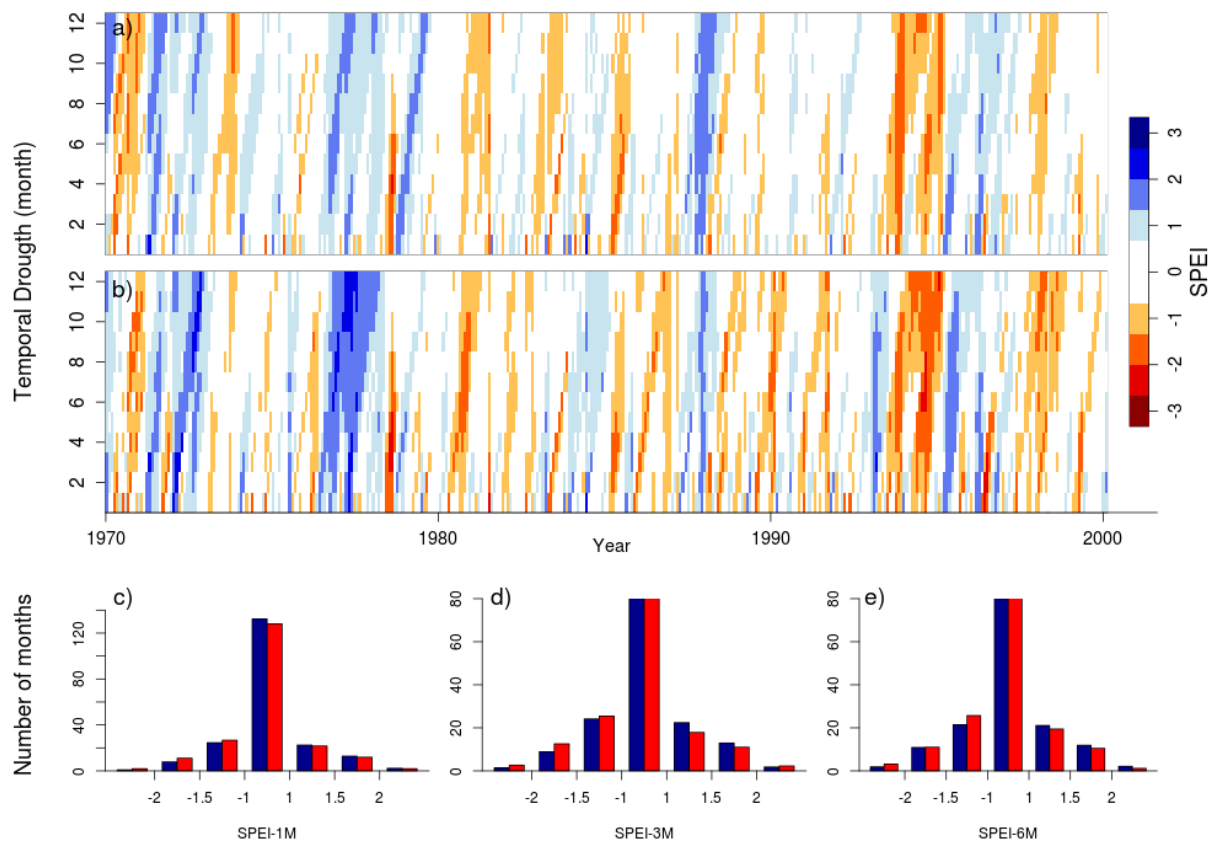 a)
12
10
8
6
4
2
b)
12
10
8
6
4
2
Temporal Drougth (month)
1970
1980
1990
2000
Year
3
2
1
0
-1
-2
-3
SPEI
Number of months
c)
120
80
40
0
-2 -1.5 -1 1 1.5 2
SPEI-1M
d)
80
60
40
20
0
-2 -1.5 -1 1 1.5 2
SPEI-3M
e)
80
60
40
20
0
-2 -1.5 -1 1 1.5 2
SPEI-6M